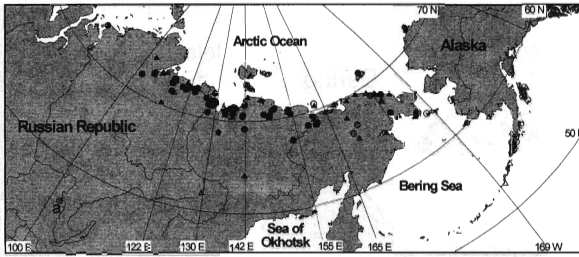 70 N
60 N
Arctic Ocean
Alaska
Russian Republic
50
Bering Sea
Sea of
Okhotsk
100 E
122 E
130 E
142 E
155 E
165 E
169 W